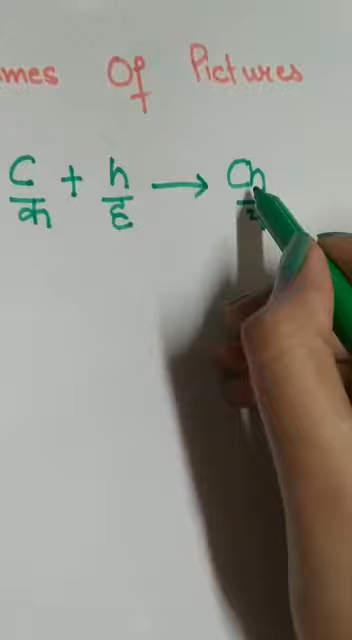 mes Of Pictures
C + h → Ch
क ह